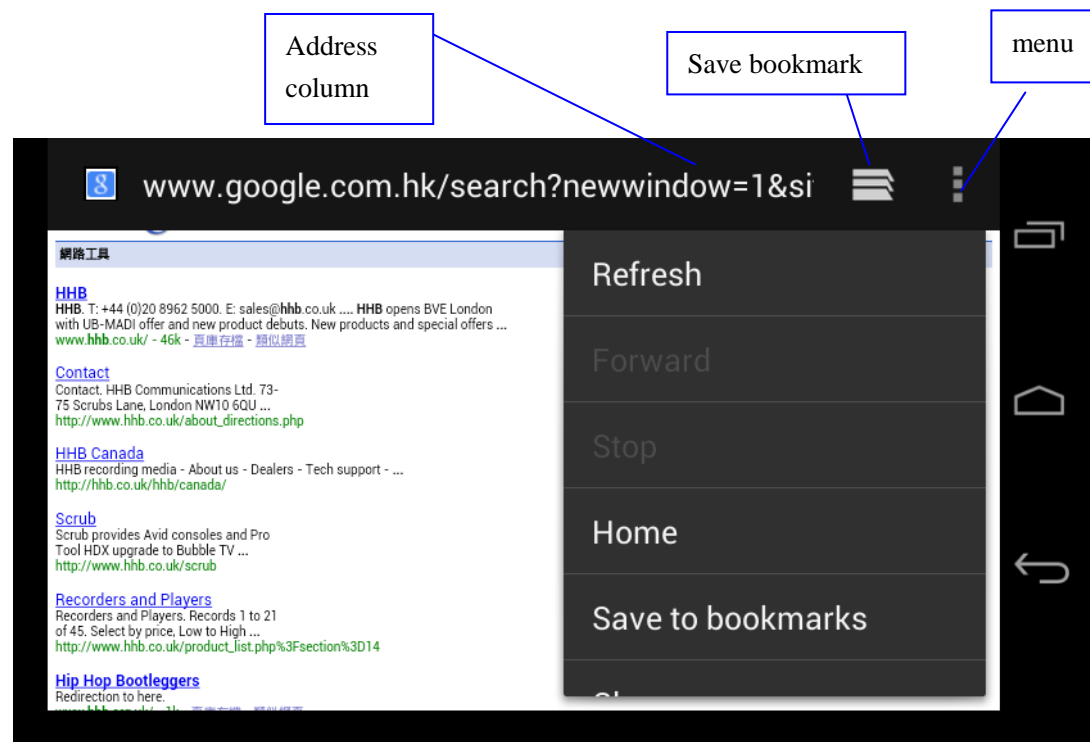 Address
column
Save bookmark
menu
8
www.google.com.hk/search?newwindow=1&si
網路工具
HHB
HHB. T: +44 (0)20 8962 5000. E: sales@hhb.co.uk .... HHB opens BVE London
with UB-MADI offer and new product debuts. New products and special offers ...
www.hhb.co.uk/ - 46k - 頁庫存檔 - 類似網頁
Contact
Contact. HHB Communications Ltd. 73-
75 Scrubs Lane, London NW10 6QU ...
http://www.hhb.co.uk/about_directions.php
HHB Canada
HHB recording media - About us - Dealers - Tech support - ...
http://hhb.co.uk/hhb/canada/
Scrub
Scrub provides Avid consoles and Pro
Tool HDX upgrade to Bubble TV ...
http://www.hhb.co.uk/scrub
Recorders and Players
Recorders and Players. Records 1 to 21
of 45. Select by price, Low to High ...
http://www.hhb.co.uk/product_list.php%3Fsection%3D14
Hip Hop Bootleggers
Redirection to here.
Refresh
Forward
Stop
Home
Save to bookmarks